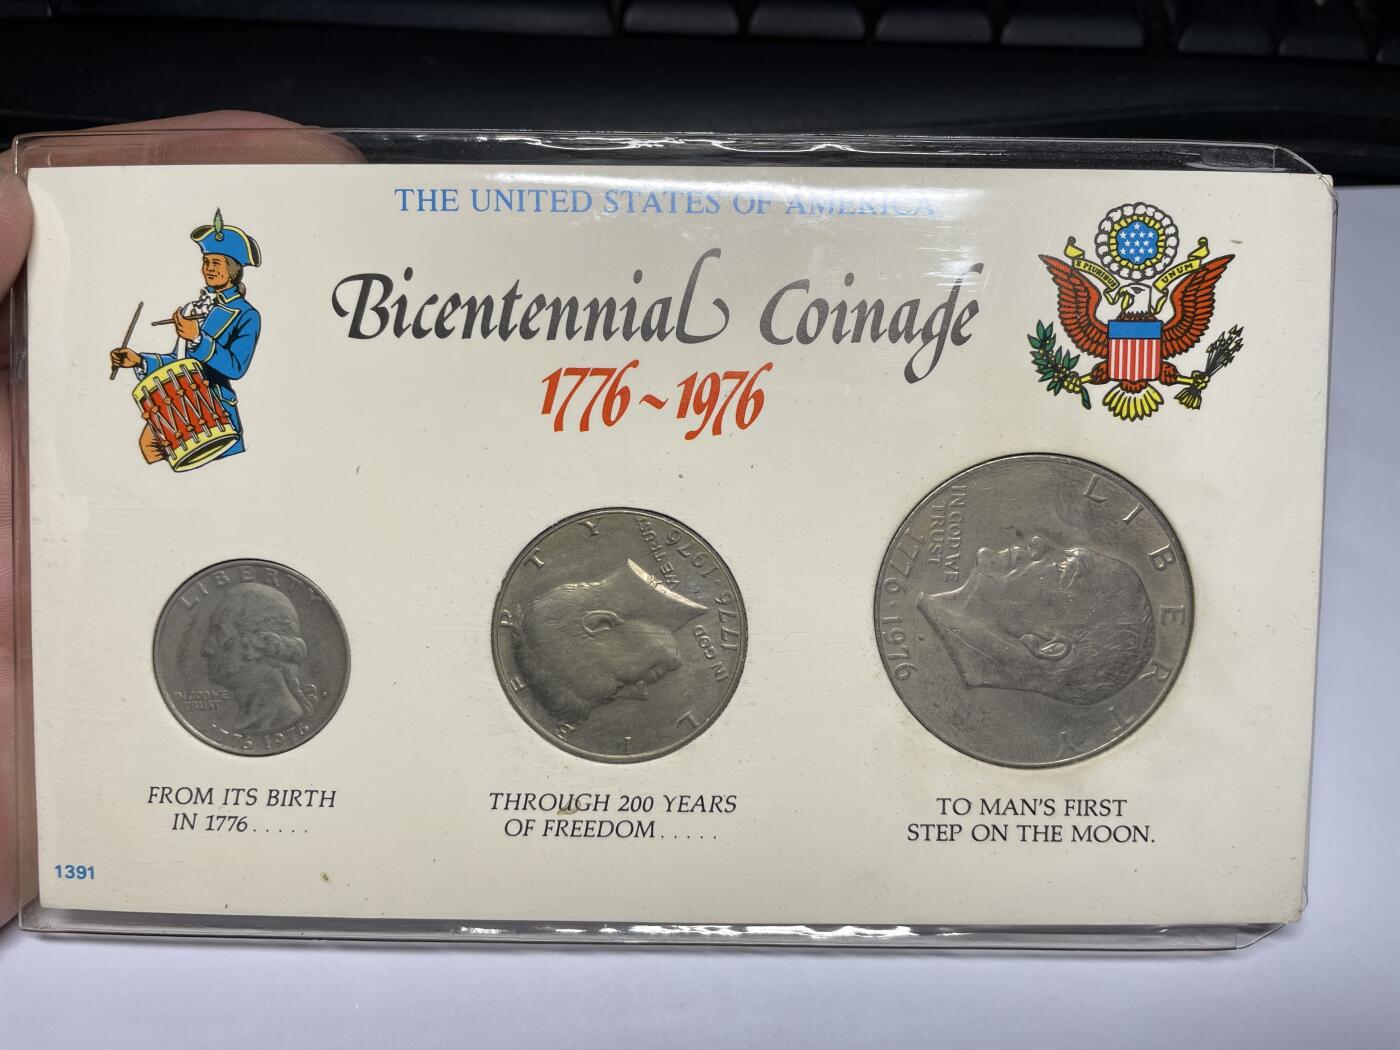 THE UNITED STATES OF AMERICA
Bicentennial Coinage
1776~1976
E PLURIBUS UNUM
LIBERTY
IN GOD WE
TRUST
1776·1976
LIBERTY
IN GOD
WE TRUST
1776·1976
LIBERTY
IN GOD WE
TRUST
1776·1976
FROM ITS BIRTH
IN 1776.....
THROUGH 200 YEARS
OF FREEDOM.....
TO MAN'S FIRST
STEP ON THE MOON.
1391